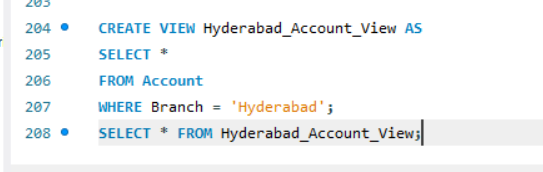 203
204 CREATE VIEW Hyderabad_Account_View AS
205 SELECT *
206 FROM Account
207 WHERE Branch = 'Hyderabad';
208 SELECT * FROM Hyderabad_Account_View;